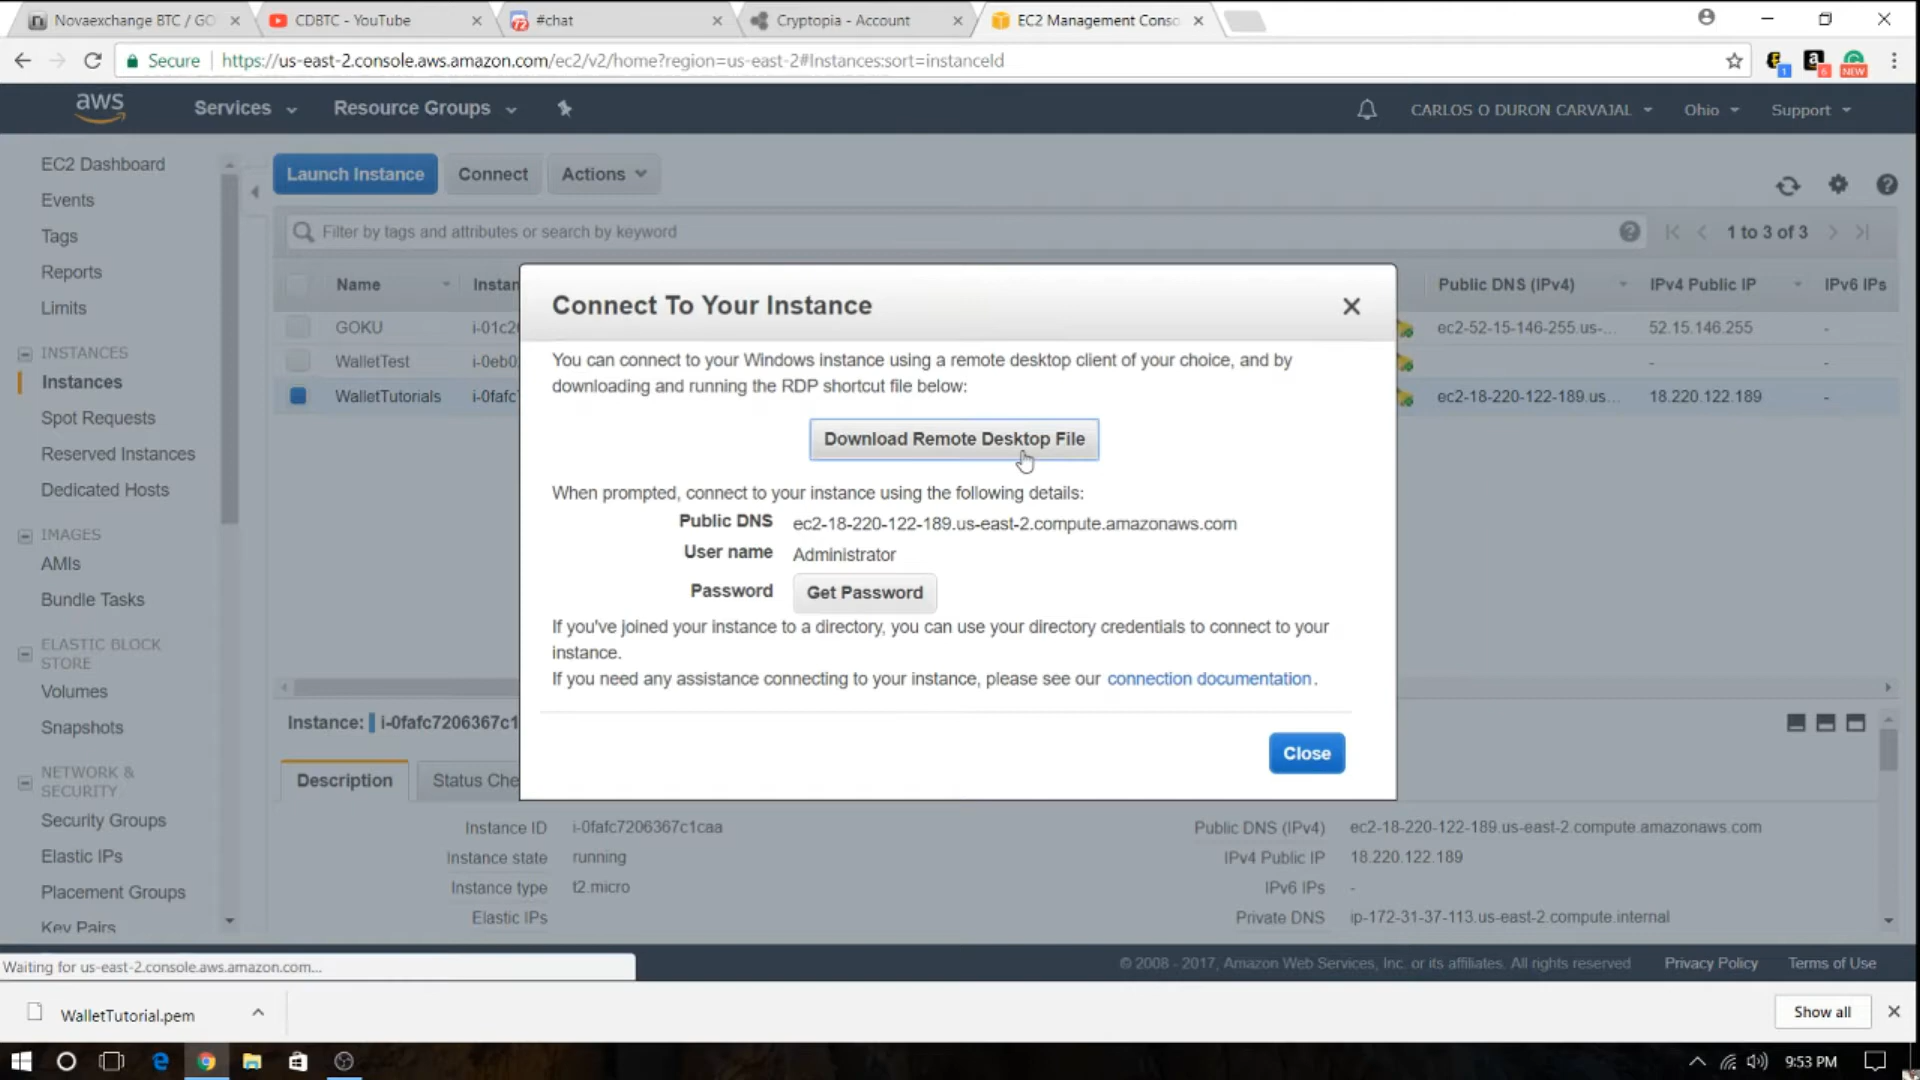 Novaexchange BTC / GO
CDBTC - YouTube
#chat
Cryptopia - Account
EC2 Management Conso
Secure
https://us-east-2.console.aws.amazon.com/ec2/v2/home?region=us-east-2#Instances:sort=instanceId
1
6
NEW
aws
Services
Resource Groups
CARLOS O DURON CARVAJAL
Ohio
Support
EC2 Dashboard
Events
Tags
Reports
Limits
INSTANCES
Instances
Spot Requests
Reserved Instances
Dedicated Hosts
IMAGES
AMIs
Bundle Tasks
ELASTIC BLOCK
STORE
Volumes
Snapshots
NETWORK &
SECURITY
Security Groups
Elastic IPs
Placement Groups
Key Pairs
Launch Instance
Connect
Actions
Filter by tags and attributes or search by keyword
1 to 3 of 3
Name
Instan
Public DNS (IPv4)
IPv4 Public IP
IPv6 IPs
GOKU
i-01c2
ec2-52-15-146-255.us-...
52.15.146.255
-
WalletTest
i-0eb0
-
-
WalletTutorials
i-0fafc
ec2-18-220-122-189.us...
18.220.122.189
-
Connect To Your Instance
You can connect to your Windows instance using a remote desktop client of your choice, and by
downloading and running the RDP shortcut file below:
Download Remote Desktop File
When prompted, connect to your instance using the following details:
Public DNS ec2-18-220-122-189.us-east-2.compute.amazonaws.com
User name Administrator
Password Get Password
If you've joined your instance to a directory, you can use your directory credentials to connect to your
instance.
If you need any assistance connecting to your instance, please see our connection documentation.
Close
Instance: i-0fafc7206367c1
Description
Status Che
Instance ID i-0fafc7206367c1caa
Instance state running
Instance type t2.micro
Elastic IPs
Public DNS (IPv4) ec2-18-220-122-189.us-east-2.compute.amazonaws.com
IPv4 Public IP 18.220.122.189
IPv6 IPs -
Private DNS ip-172-31-37-113.us-east-2.compute.internal
Waiting for us-east-2.console.aws.amazon.com...
© 2008 - 2017, Amazon Web Services, Inc. or its affiliates. All rights reserved
Privacy Policy
Terms of Use
WalletTutorial.pem
Show all
9:53 PM